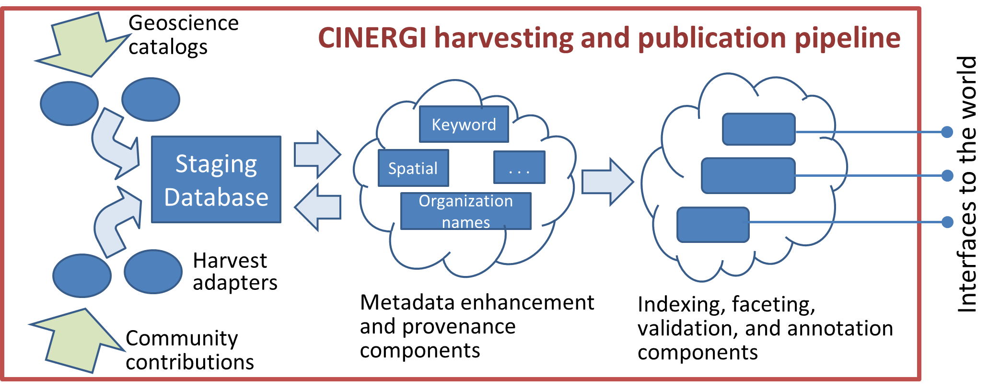 CINERGI harvesting and publication pipeline
Geoscience
catalogs
Staging
Database
Harvest
adapters
Community
contributions
Keyword
Spatial
. . .
Organization
names
Metadata enhancement
and provenance
components
Indexing, faceting,
validation, and annotation
components
Interfaces to the world